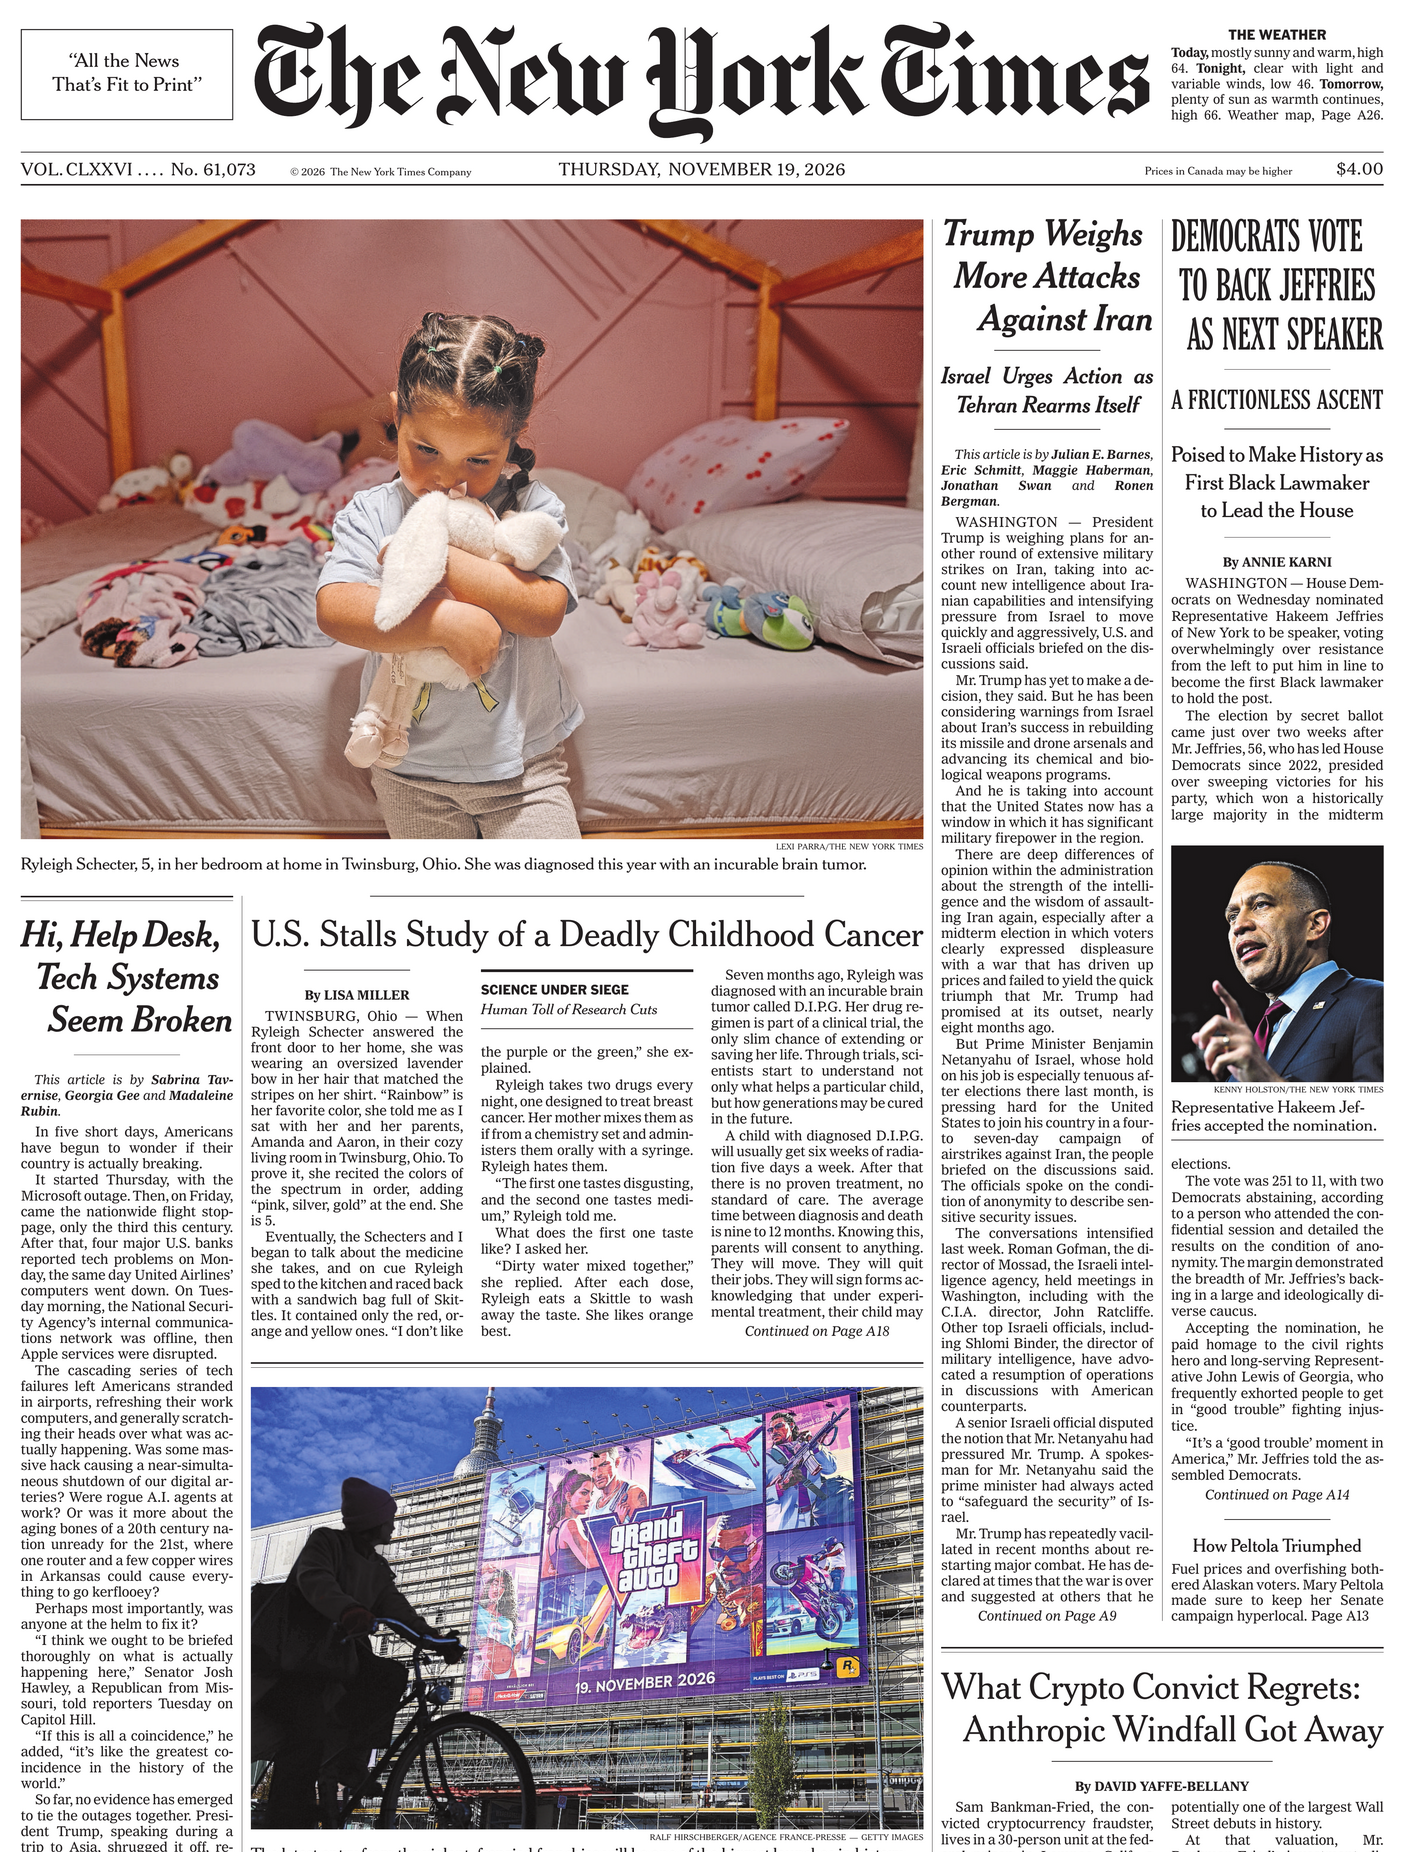 “All the News
That’s Fit to Print”
The New York Times
THE WEATHER
Today, mostly sunny and warm, high
64. Tonight, clear with light and
variable winds, low 46. Tomorrow,
plenty of sun as warmth continues,
high 66. Weather map, Page A26.
VOL. CLXXVI .... No. 61,073
© 2026 The New York Times Company
THURSDAY, NOVEMBER 19, 2026
Prices in Canada may be higher
$4.00
LEXI PARRA/THE NEW YORK TIMES
Ryleigh Schecter, 5, in her bedroom at home in Twinsburg, Ohio. She was diagnosed this year with an incurable brain tumor.
Hi, Help Desk,
Tech Systems
Seem Broken
This article is by Sabrina Tav-
ernise, Georgia Gee and Madaleine
Rubin.
In five short days, Americans
have begun to wonder if their
country is actually breaking.
It started Thursday, with the
Microsoft outage. Then, on Friday,
came the nationwide flight stop-
page, only the third this century.
After that, four major U.S. banks
reported tech problems on Mon-
day, the same day United Airlines’
computers went down. On Tues-
day morning, the National Securi-
ty Agency’s internal communica-
tions network was offline, then
Apple services were disrupted.
The cascading series of tech
failures left Americans stranded
in airports, refreshing their work
computers, and generally scratch-
ing their heads over what was ac-
tually happening. Was some mas-
sive hack causing a near-simulta-
neous shutdown of our digital ar-
teries? Were rogue A.I. agents at
work? Or was it more about the
aging bones of a 20th century na-
tion unready for the 21st, where
one router and a few copper wires
in Arkansas could cause every-
thing to go kerflooey?
Perhaps most importantly, was
anyone at the helm to fix it?
“I think we ought to be briefed
thoroughly on what is actually
happening here,” Senator Josh
Hawley, a Republican from Mis-
souri, told reporters Tuesday on
Capitol Hill.
“If this is all a coincidence,” he
added, “it’s like the greatest co-
incidence in the history of the
world.”
So far, no evidence has emerged
to tie the outages together. Presi-
dent Trump, speaking during a
trip to Asia, shrugged it off, re-
U.S. Stalls Study of a Deadly Childhood Cancer
By LISA MILLER
TWINSBURG, Ohio — When
Ryleigh Schecter answered the
front door to her home, she was
wearing an oversized lavender
bow in her hair that matched the
stripes on her shirt. “Rainbow” is
her favorite color, she told me as I
sat with her and her parents,
Amanda and Aaron, in their cozy
living room in Twinsburg, Ohio. To
prove it, she recited the colors of
the spectrum in order, adding
“pink, silver, gold” at the end. She
is 5.
Eventually, the Schecters and I
began to talk about the medicine
she takes, and on cue Ryleigh
sped to the kitchen and raced back
with a sandwich bag full of Skit-
tles. It contained only the red, or-
ange and yellow ones. “I don’t like
SCIENCE UNDER SIEGE
Human Toll of Research Cuts
the purple or the green,” she ex-
plained.
Ryleigh takes two drugs every
night, one designed to treat breast
cancer. Her mother mixes them as
if from a chemistry set and admin-
isters them orally with a syringe.
Ryleigh hates them.
“The first one tastes disgusting,
and the second one tastes medi-
um,” Ryleigh told me.
What does the first one taste
like? I asked her.
“Dirty water mixed together,”
she replied. After each dose,
Ryleigh eats a Skittle to wash
away the taste. She likes orange
best.
Seven months ago, Ryleigh was
diagnosed with an incurable brain
tumor called D.I.P.G. Her drug re-
gimen is part of a clinical trial, the
only slim chance of extending or
saving her life. Through trials, sci-
entists start to understand not
only what helps a particular child,
but how generations may be cured
in the future.
A child with diagnosed D.I.P.G.
will usually get six weeks of radia-
tion five days a week. After that
there is no proven treatment, no
standard of care. The average
time between diagnosis and death
is nine to 12 months. Knowing this,
parents will consent to anything.
They will move. They will quit
their jobs. They will sign forms ac-
knowledging that under experi-
mental treatment, their child may
Continued on Page A18
grand
theft
auto
VI
19. NOVEMBER 2026
PLAYS BEST ON PS5
R
RALF HIRSCHBERGER/AGENCE FRANCE-PRESSE — GETTY IMAGES
Trump Weighs
More Attacks
Against Iran
Israel Urges Action as
Tehran Rearms Itself
This article is by Julian E. Barnes,
Eric Schmitt, Maggie Haberman,
Jonathan Swan and Ronen
Bergman.
WASHINGTON — President
Trump is weighing plans for an-
other round of extensive military
strikes on Iran, taking into ac-
count new intelligence about Ira-
nian capabilities and intensifying
pressure from Israel to move
quickly and aggressively, U.S. and
Israeli officials briefed on the dis-
cussions said.
Mr. Trump has yet to make a de-
cision, they said. But he has been
considering warnings from Israel
about Iran’s success in rebuilding
its missile and drone arsenals and
advancing its chemical and bio-
logical weapons programs.
And he is taking into account
that the United States now has a
window in which it has significant
military firepower in the region.
There are deep differences of
opinion within the administration
about the strength of the intelli-
gence and the wisdom of assault-
ing Iran again, especially after a
midterm election in which voters
clearly expressed displeasure
with a war that has driven up
prices and failed to yield the quick
triumph that Mr. Trump had
promised at its outset, nearly
eight months ago.
But Prime Minister Benjamin
Netanyahu of Israel, whose hold
on his job is especially tenuous af-
ter elections there last month, is
pressing hard for the United
States to join his country in a four-
to seven-day campaign of
airstrikes against Iran, the people
briefed on the discussions said.
The officials spoke on the condi-
tion of anonymity to describe sen-
sitive security issues.
The conversations intensified
last week. Roman Gofman, the di-
rector of Mossad, the Israeli intel-
ligence agency, held meetings in
Washington, including with the
C.I.A. director, John Ratcliffe.
Other top Israeli officials, includ-
ing Shlomi Binder, the director of
military intelligence, have advo-
cated a resumption of operations
in discussions with American
counterparts.
A senior Israeli official disputed
the notion that Mr. Netanyahu had
pressured Mr. Trump. A spokes-
man for Mr. Netanyahu said the
prime minister had always acted
to “safeguard the security” of Is-
rael.
Mr. Trump has repeatedly vacil-
lated in recent months about re-
starting major combat. He has de-
clared at times that the war is over
and suggested at others that he
Continued on Page A9
DEMOCRATS VOTE
TO BACK JEFFRIES
AS NEXT SPEAKER
A FRICTIONLESS ASCENT
Poised to Make History as
First Black Lawmaker
to Lead the House
By ANNIE KARNI
WASHINGTON — House Dem-
ocrats on Wednesday nominated
Representative Hakeem Jeffries
of New York to be speaker, voting
overwhelmingly over resistance
from the left to put him in line to
become the first Black lawmaker
to hold the post.
The election by secret ballot
came just over two weeks after
Mr. Jeffries, 56, who has led House
Democrats since 2022, presided
over sweeping victories for his
party, which won a historically
large majority in the midterm
KENNY HOLSTON/THE NEW YORK TIMES
Representative Hakeem Jef-
fries accepted the nomination.
elections.
The vote was 251 to 11, with two
Democrats abstaining, according
to a person who attended the con-
fidential session and detailed the
results on the condition of ano-
nymity. The margin demonstrated
the breadth of Mr. Jeffries’s back-
ing in a large and ideologically di-
verse caucus.
Accepting the nomination, he
paid homage to the civil rights
hero and long-serving Represent-
ative John Lewis of Georgia, who
frequently exhorted people to get
in “good trouble” fighting injus-
tice.
“It’s a ‘good trouble’ moment in
America,” Mr. Jeffries told the as-
sembled Democrats.
Continued on Page A14
How Peltola Triumphed
Fuel prices and overfishing both-
ered Alaskan voters. Mary Peltola
made sure to keep her Senate
campaign hyperlocal. Page A13
What Crypto Convict Regrets:
Anthropic Windfall Got Away
By DAVID YAFFE-BELLANY
Sam Bankman-Fried, the con-
victed cryptocurrency fraudster,
lives in a 30-person unit at the fed-
potentially one of the largest Wall
Street debuts in history.
At that valuation, Mr.